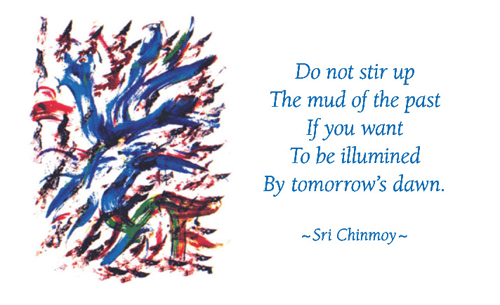 Do not stir up
The mud of the past
If you want
To be illumined
By tomorrow's dawn.
~Sri Chinmoy~